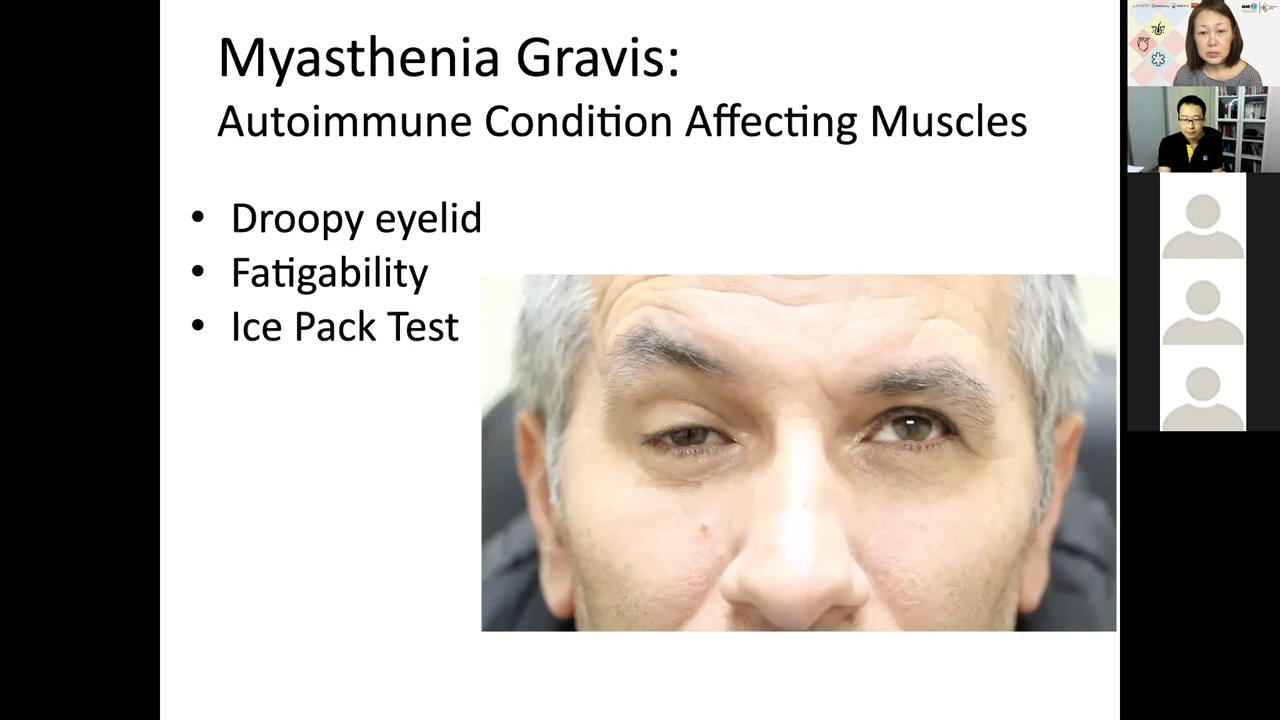 Myasthenia Gravis:
Autoimmune Condition Affecting Muscles
• Droopy eyelid
• Fatigability
• Ice Pack Test